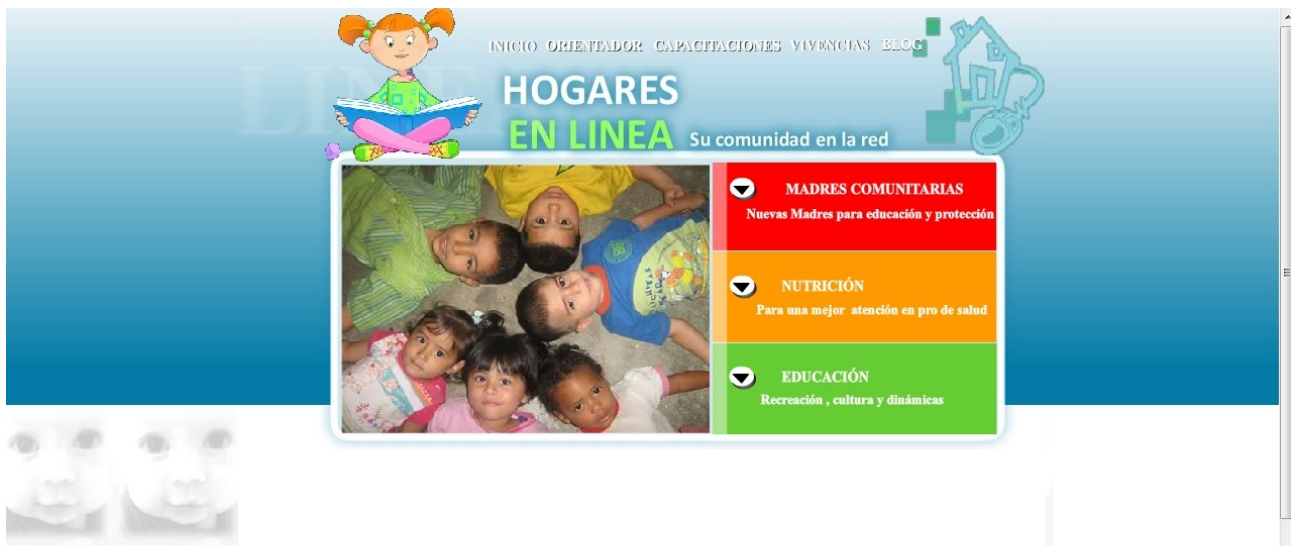 INICIO ORIENTADOR CAPACITACIONES VIVENCIAS BLOG
LINE
HOGARES
EN LINEA Su comunidad en la red
MADRES COMUNITARIAS
Nuevas Madres para educación y protección
NUTRICIÓN
Para una mejor atención en pro de salud
EDUCACIÓN
Recreación , cultura y dinámicas